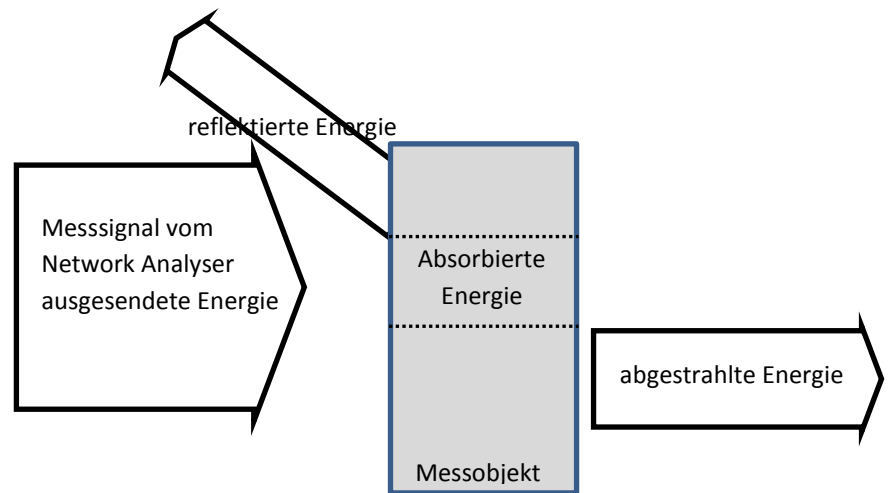 reflektierte Energie
Messsignal vom
Network Analyser
ausgesendete Energie
Absorbierte
Energie
abgestrahlte Energie
Messobjekt